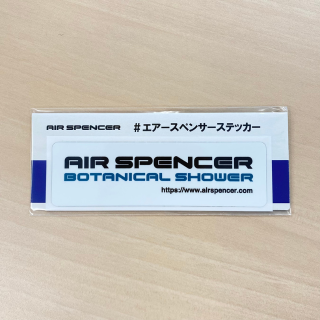 AIR SPENCER #エアースペンサーステッカー
AIR SPENCER
BOTANICAL SHOWER
https://www.airspencer.com